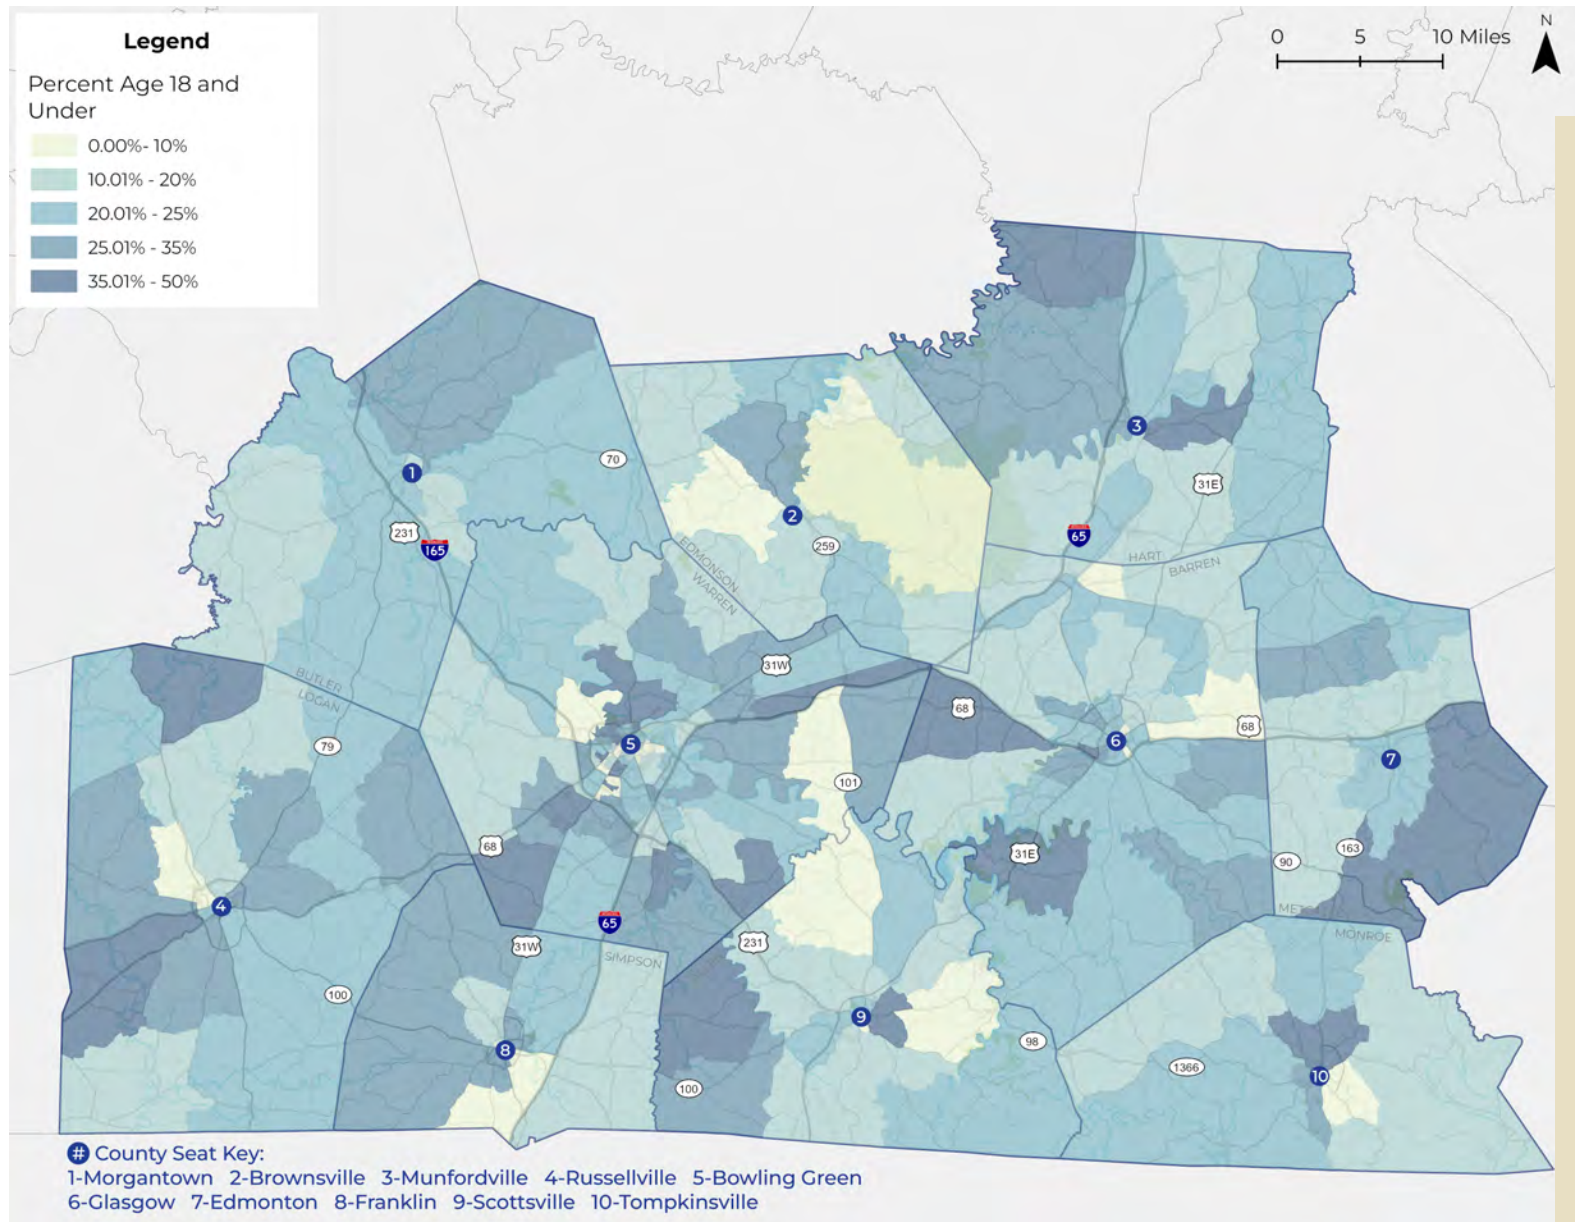 Legend
Percent Age 18 and
Under
0.00%- 10%
10.01% - 20%
20.01% - 25%
25.01% - 35%
35.01% - 50%
0 5 10 Miles
N
3
1
70
31E
2
231
165
259
65
HART
BARREN
EDMONSON
WARREN
31W
BUTLER
LOGAN
68
68
79
5
6
7
101
68
31E
163
90
4
65
31W
231
SIMPSON
MONROE
100
9
8
98
1366
10
100
# County Seat Key:
1-Morgantown 2-Brownsville 3-Munfordville 4-Russellville 5-Bowling Green
6-Glasgow 7-Edmonton 8-Franklin 9-Scottsville 10-Tompkinsville